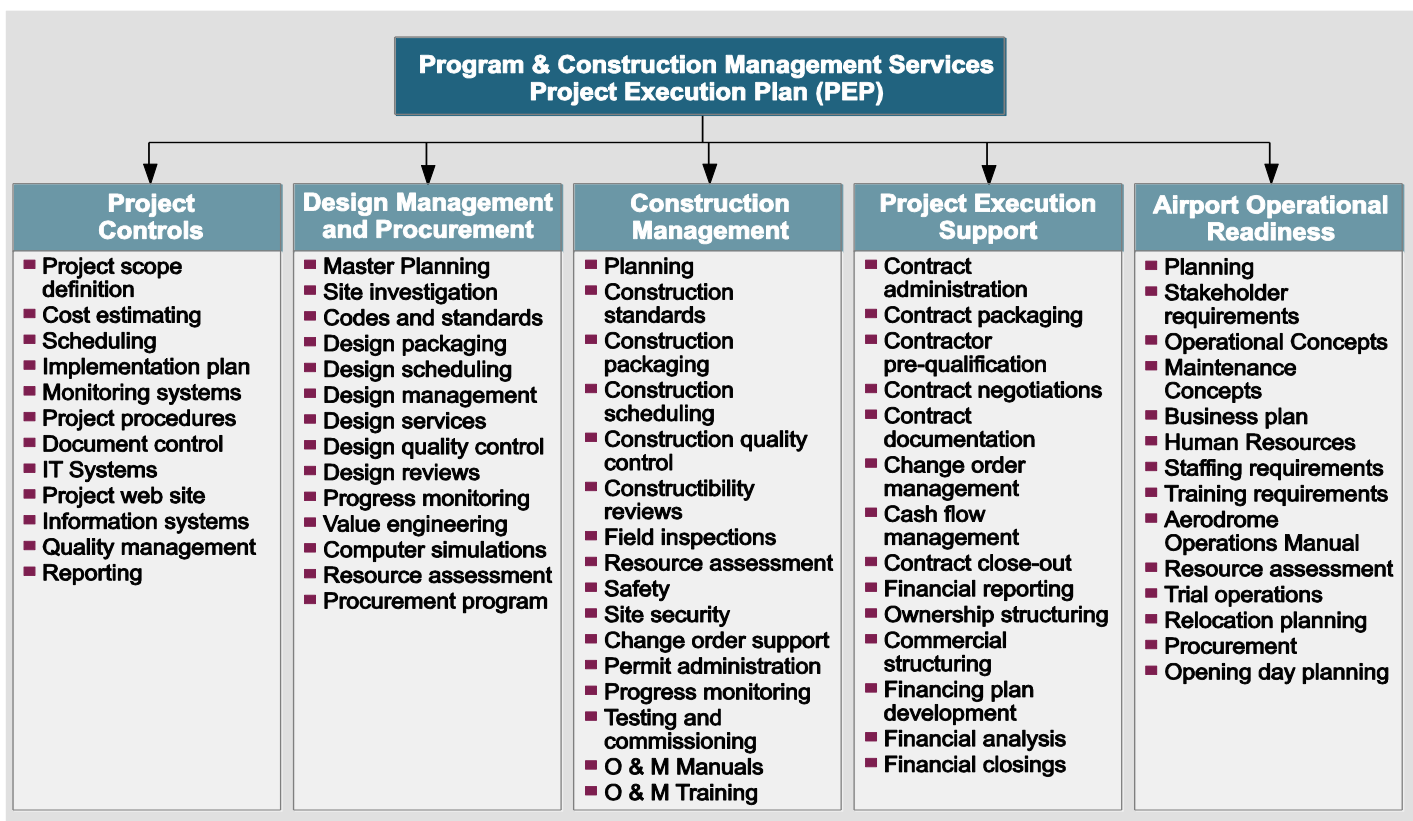 Program & Construction Management Services
Project Execution Plan (PEP)
Project
Controls
Project scope
definition
Cost estimating
Scheduling
Implementation plan
Monitoring systems
Project procedures
Document control
IT Systems
Project web site
Information systems
Quality management
Reporting
Design Management
and Procurement
Master Planning
Site investigation
Codes and standards
Design packaging
Design scheduling
Design management
Design services
Design quality control
Design reviews
Progress monitoring
Value engineering
Computer simulations
Resource assessment
Procurement program
Construction
Management
Planning
Construction
standards
Construction
packaging
Construction
scheduling
Construction quality
control
Constructibility
reviews
Field inspections
Resource assessment
Safety
Site security
Change order support
Permit administration
Progress monitoring
Testing and
commissioning
O & M Manuals
O & M Training
Project Execution
Support
Contract
administration
Contract packaging
Contractor
pre-qualification
Contract negotiations
Contract
documentation
Change order
management
Cash flow
management
Contract close-out
Financial reporting
Ownership structuring
Commercial
structuring
Financing plan
development
Financial analysis
Financial closings
Airport Operational
Readiness
Planning
Stakeholder
requirements
Operational Concepts
Maintenance
Concepts
Business plan
Human Resources
Staffing requirements
Training requirements
Aerodrome
Operations Manual
Resource assessment
Trial operations
Relocation planning
Procurement
Opening day planning